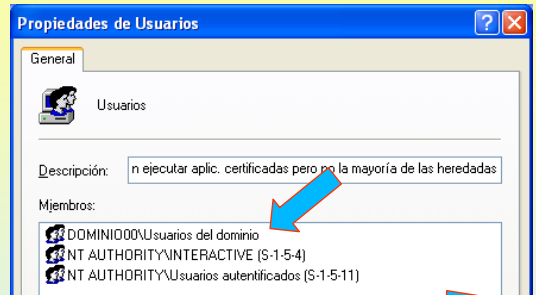 Propiedades de Usuarios
General
Usuarios
Descripción: n ejecutar aplic. certificadas pero no la mayoría de las heredadas
Miembros:
DOMINIO00\Usuarios del dominio
NT AUTHORITY\INTERACTIVE (S-1-5-4)
NT AUTHORITY\Usuarios autentificados (S-1-5-11)